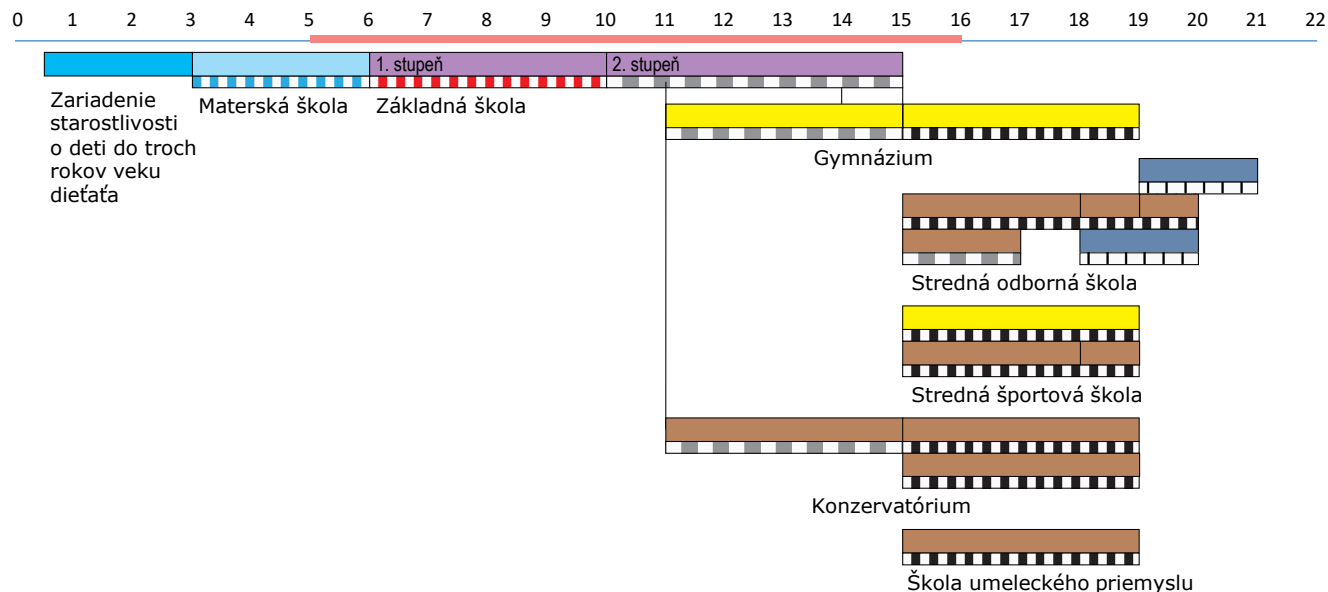 0 1 2 3 4 5 6 7 8 9 10 11 12 13 14 15 16 17 18 19 20 21 22
1. stupeň 2. stupeň
Zariadenie
starostlivosti
o deti do troch
rokov veku
dieťaťa
Materská škola
Základná škola
Gymnázium
Stredná odborná škola
Stredná športová škola
Konzervatórium
Škola umeleckého priemyslu